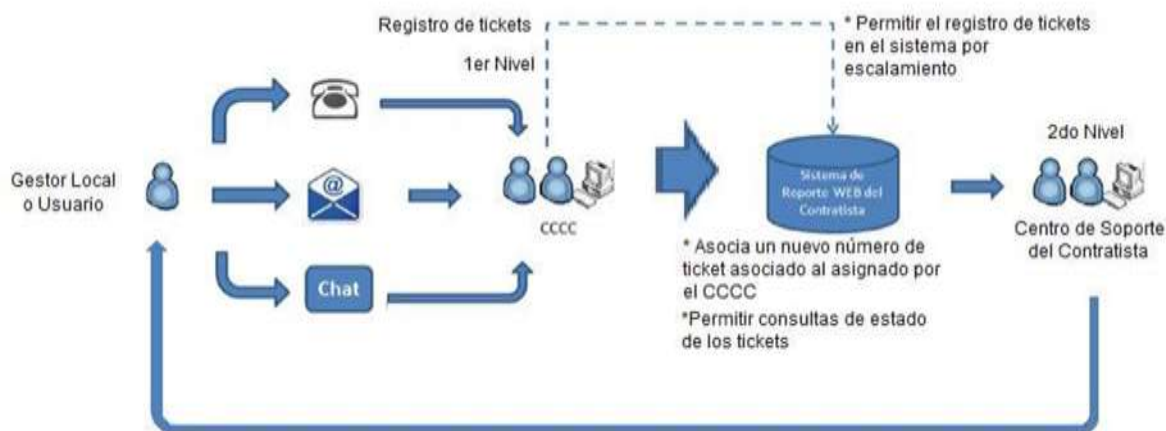 Registro de tickets
1er Nivel
* Permitir el registro de tickets
en el sistema por
escalamiento
Gestor Local
o Usuario
@
Chat
CCCC
Sistema de
Reporte WEB del
Contratista
* Asocia un nuevo número de
ticket asociado al asignado por
el CCCC
*Permitir consultas de estado
de los tickets
2do Nivel
Centro de Soporte
del Contratista